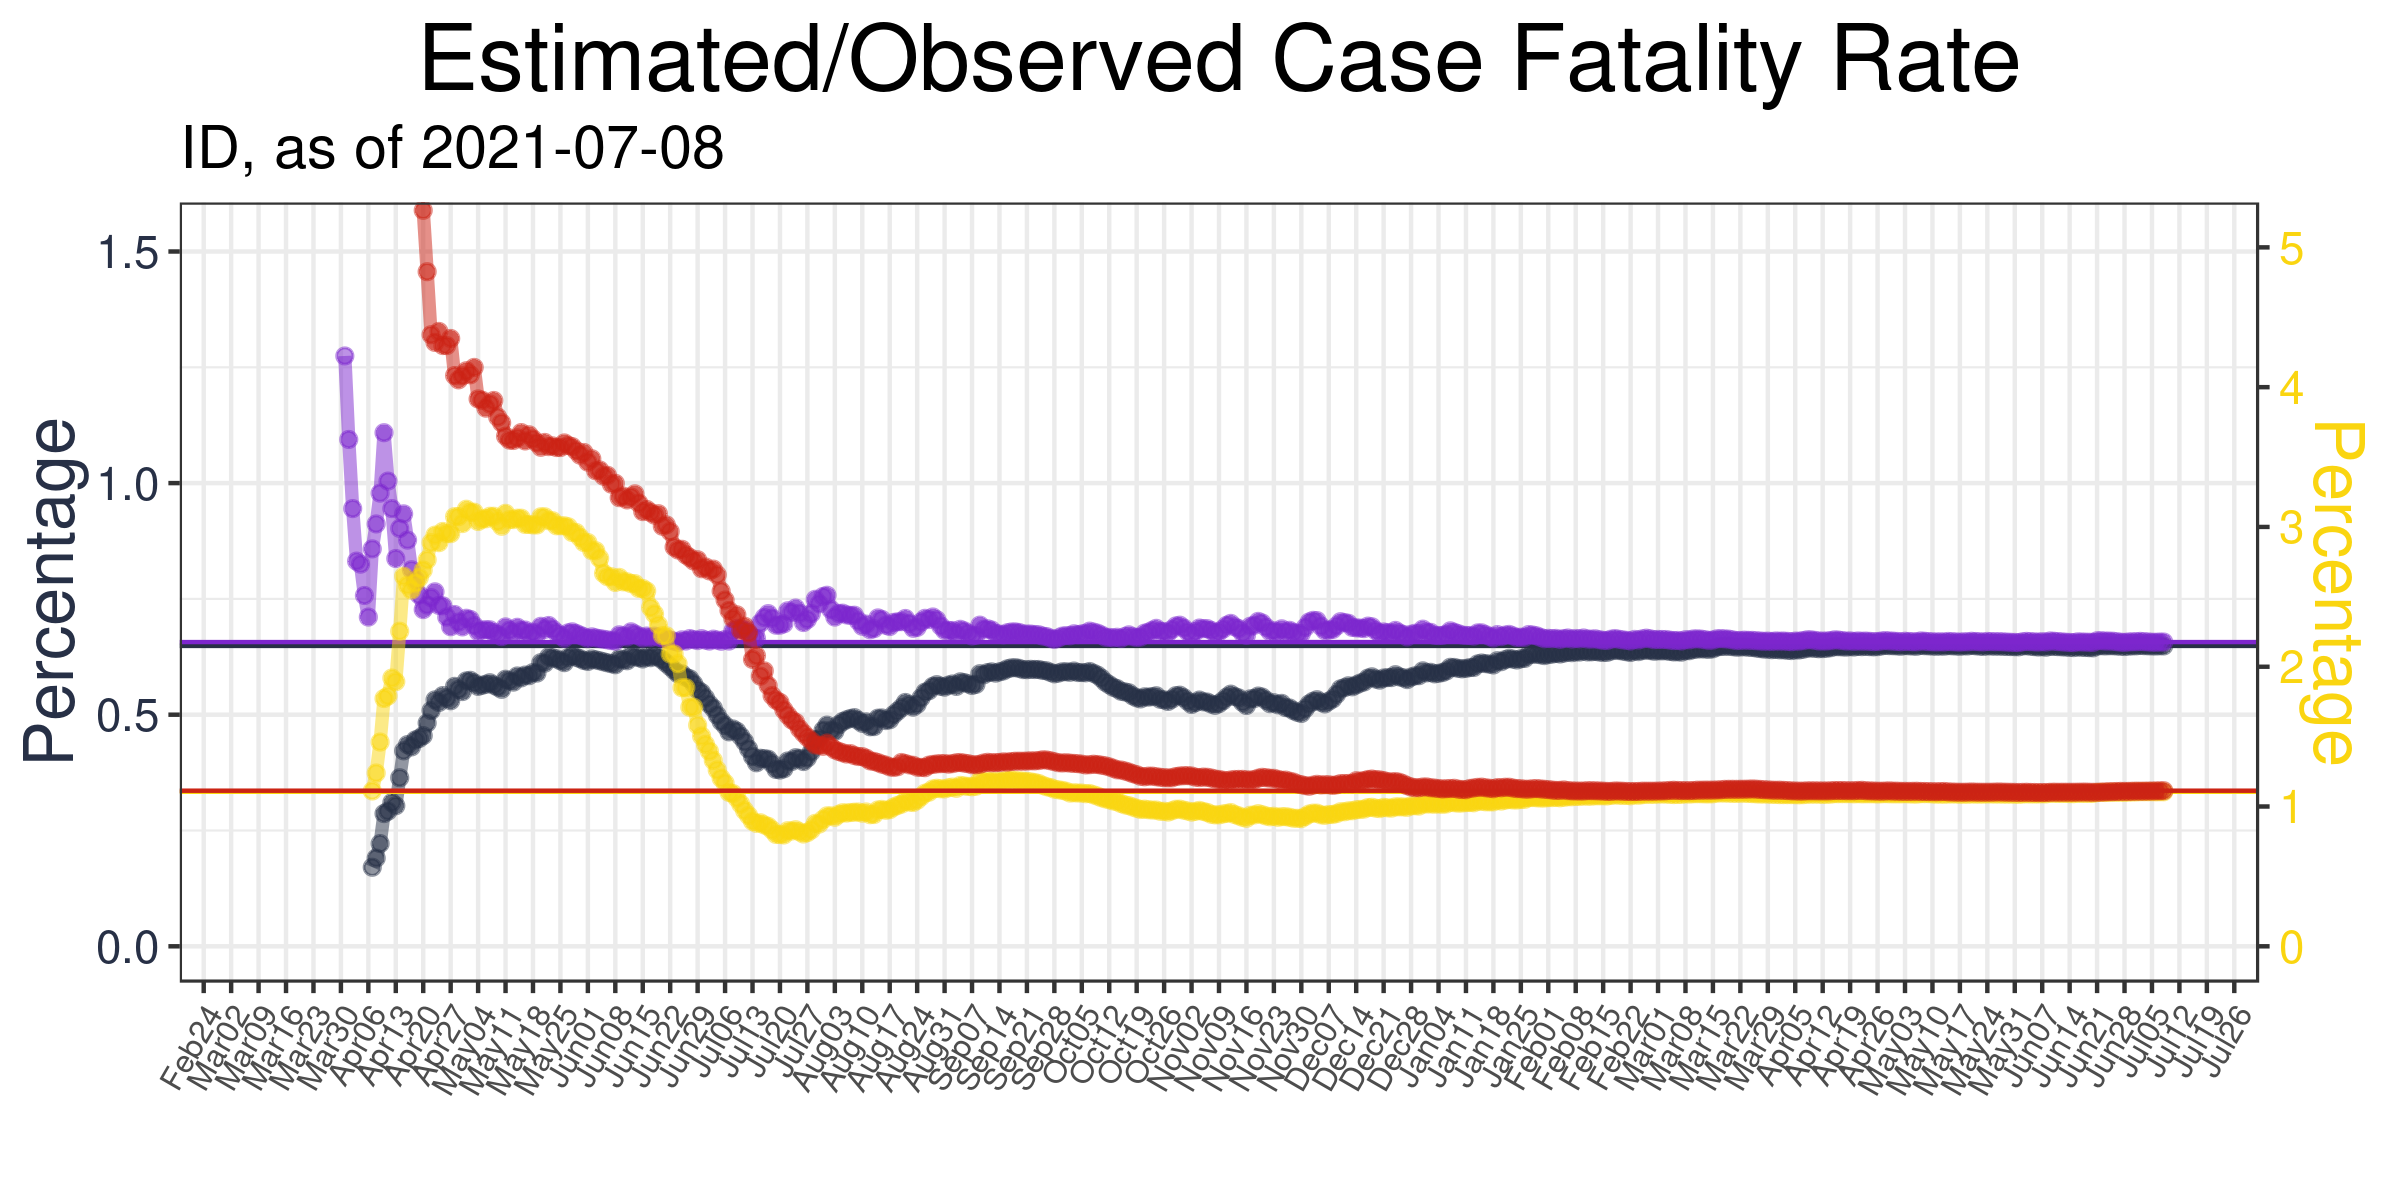 Estimated/Observed Case Fatality Rate
ID, as of 2021-07-08
Percentage
1.5
1.0
0.5
0.0
5
4
3
2
1
0
Percentage
Feb24
Mar02
Mar09
Mar16
Mar23
Mar30
Apr06
Apr13
Apr20
Apr27
May04
May11
May18
May25
Jun01
Jun08
Jun15
Jun22
Jun29
Jul06
Jul13
Jul20
Jul27
Aug03
Aug10
Aug17
Aug24
Aug31
Sep07
Sep14
Sep21
Sep28
Oct05
Oct12
Oct19
Oct26
Nov02
Nov09
Nov16
Nov23
Nov30
Dec07
Dec14
Dec21
Dec28
Jan04
Jan11
Jan18
Jan25
Feb01
Feb08
Feb15
Feb22
Mar01
Mar08
Mar15
Mar22
Mar29
Apr05
Apr12
Apr19
Apr26
May03
May10
May17
May24
May31
Jun07
Jun14
Jun21
Jun28
Jul05
Jul12
Jul19
Jul26